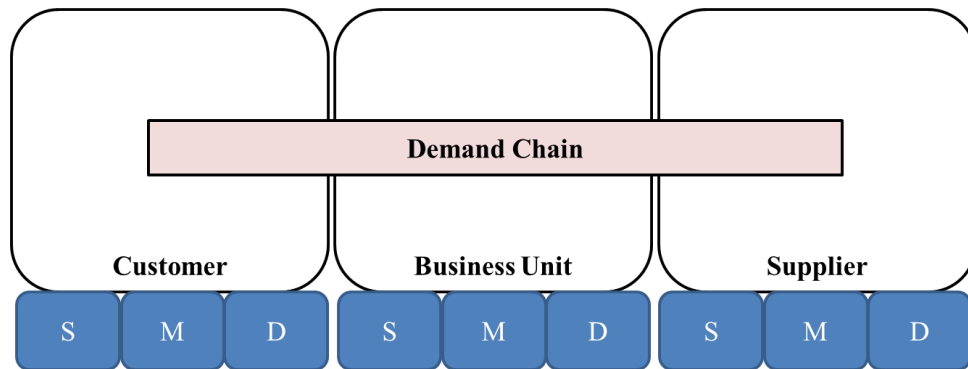 Demand Chain
Customer
Business Unit
Supplier
S M D S M D S M D